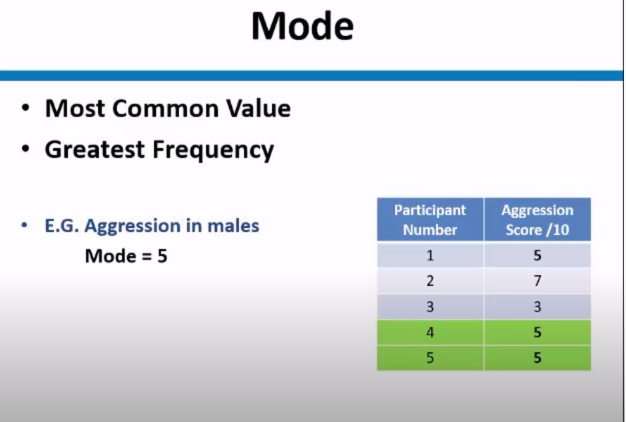 Mode
• Most Common Value
• Greatest Frequency
• E.G. Aggression in males
Mode = 5
Participant Number Aggression Score /10
1 5
2 7
3 3
4 5
5 5